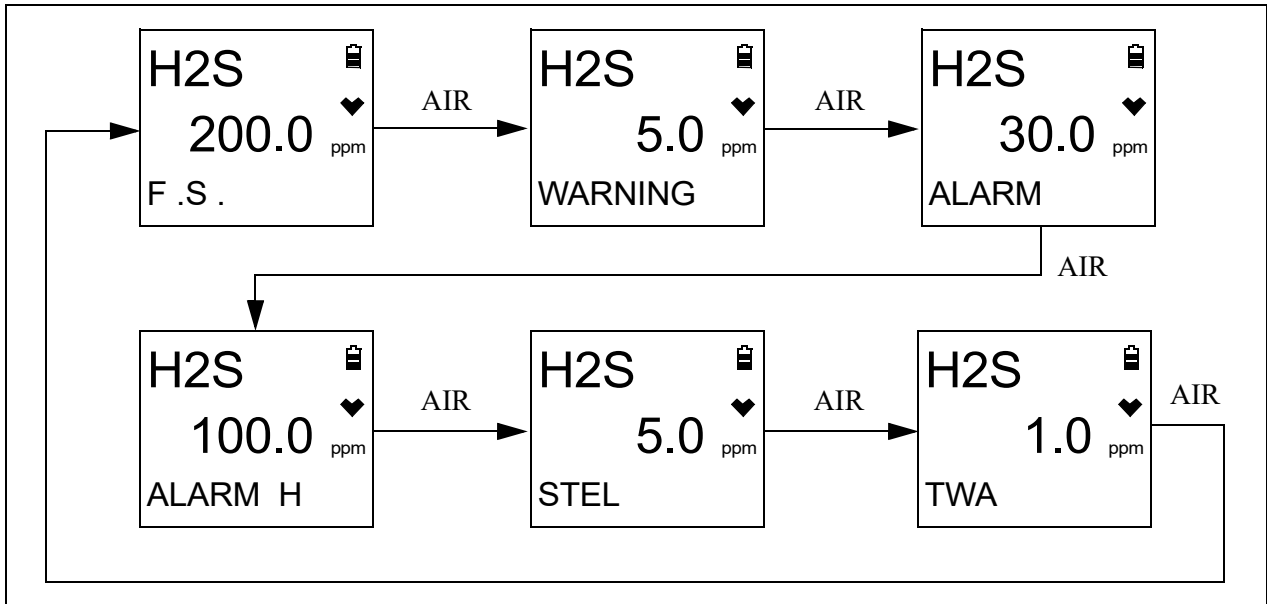 H2S
200.0 ppm
F .S .
AIR
H2S
5.0 ppm
WARNING
AIR
H2S
30.0 ppm
ALARM
AIR
H2S
100.0 ppm
ALARM H
AIR
H2S
5.0 ppm
STEL
AIR
H2S
1.0 ppm
TWA
AIR